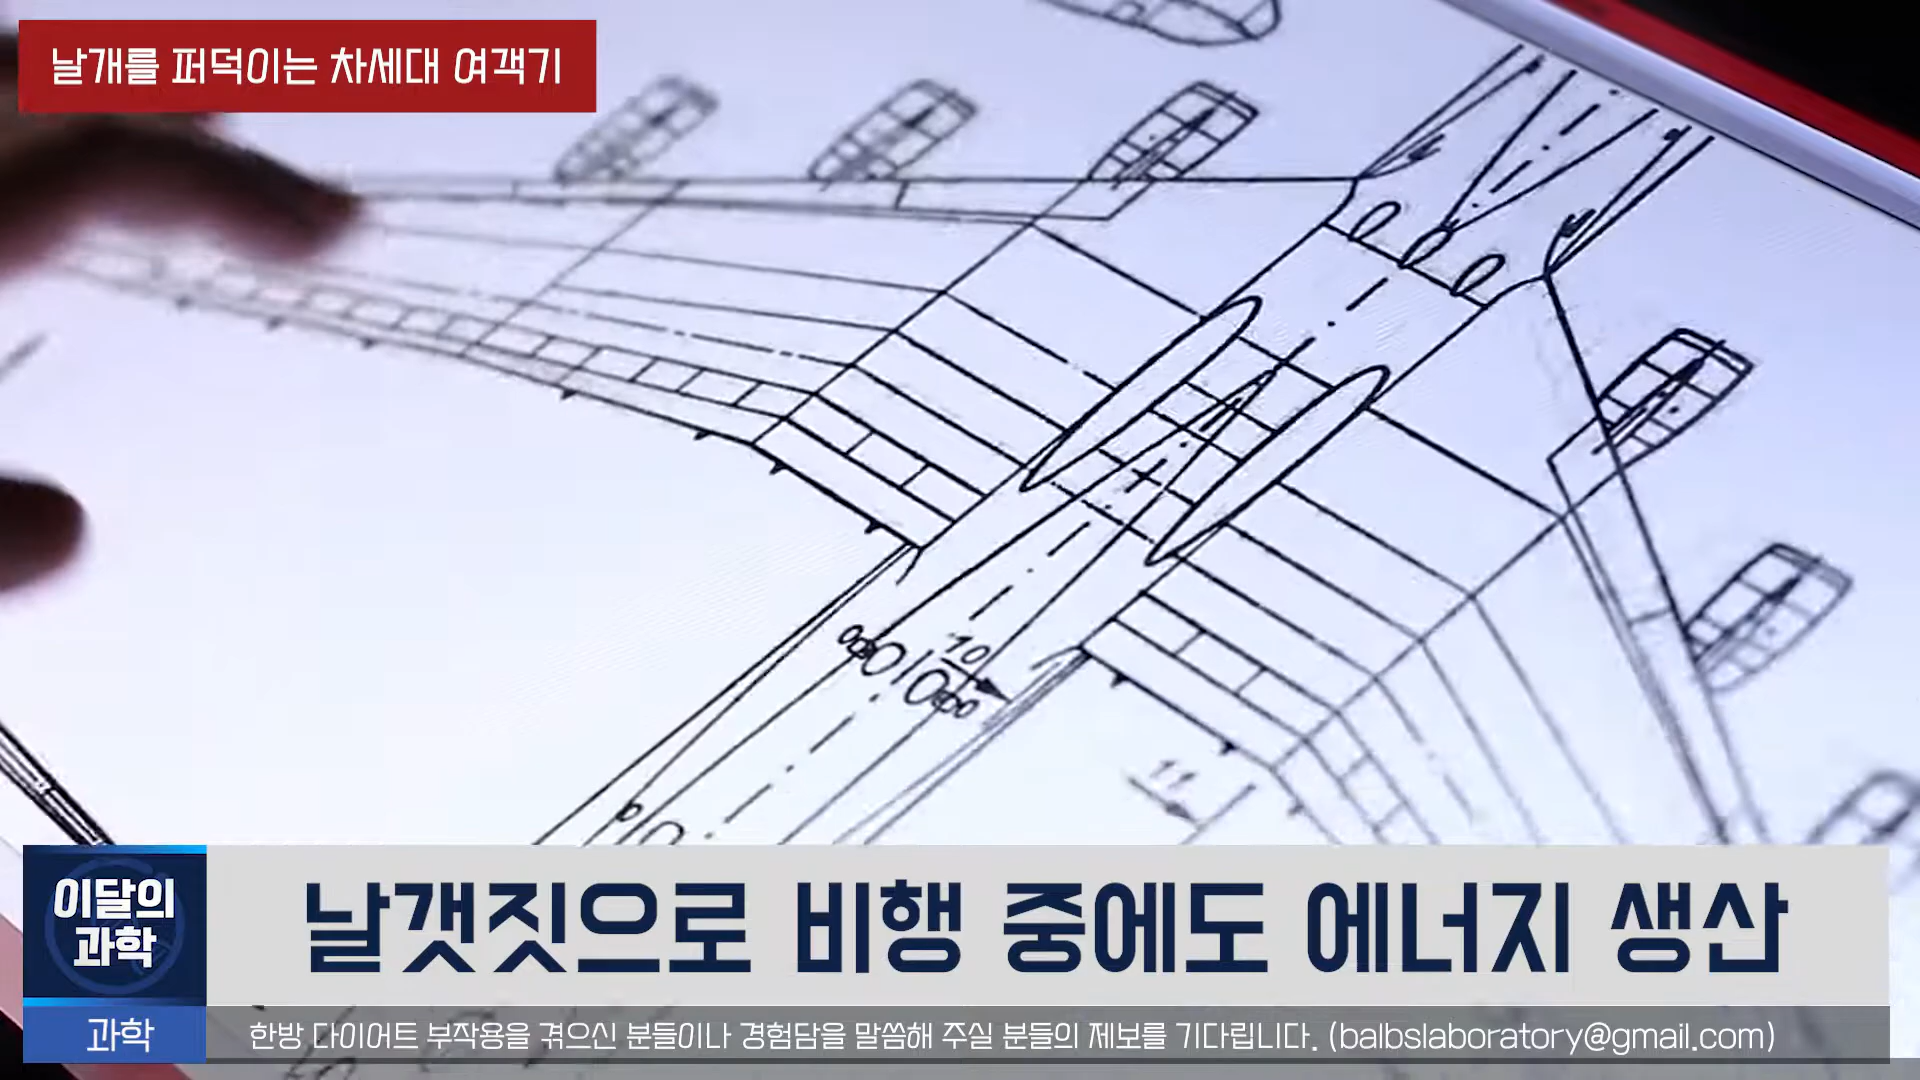 날개를 퍼덕이는 차세대 여객기
10
11
이달의
과학
날갯짓으로 비행 중에도 에너지 생산
과학
한방 다이어트 부작용을 겪으신 분들이나 경험담을 말씀해 주실 분들의 제보를 기다립니다. (balbslaboratory@gmail.com)